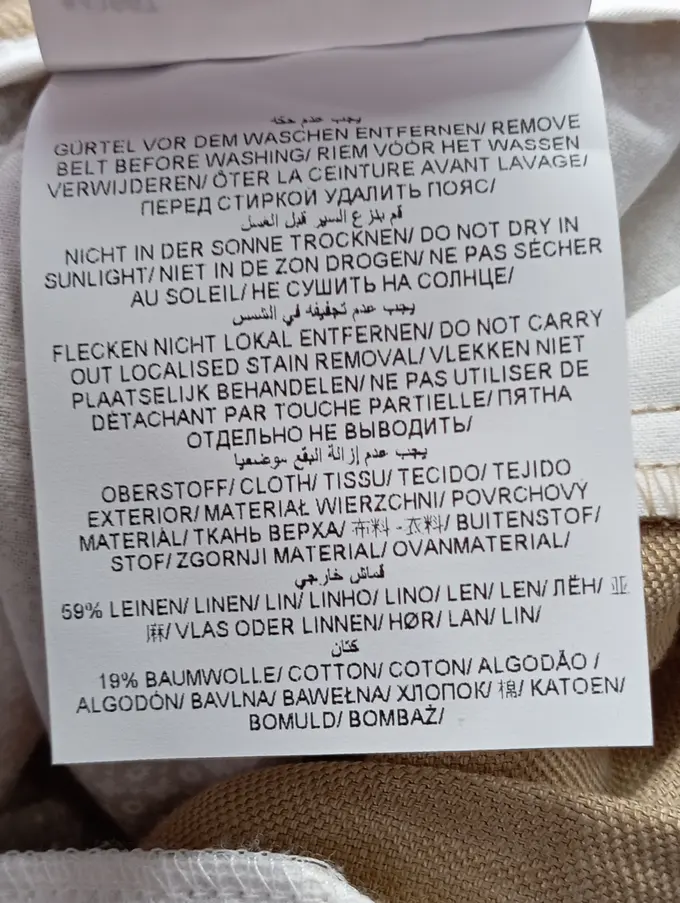 يجب عدم حكه
GÜRTEL VOR DEM WASCHEN ENTFERNEN/ REMOVE
BELT BEFORE WASHING/ RIEM VÓÓR HET WASSEN
VERWIJDEREN/ ÔTER LA CEINTURE AVANT LAVAGE/
ПЕРЕД СТИРКОЙ УДАЛИТЬ ПОЯС/
قم بنزع السير قبل الغسل
NICHT IN DER SONNE TROCKNEN/ DO NOT DRY IN
SUNLIGHT/ NIET IN DE ZON DROGEN/ NE PAS SÉCHER
AU SOLEIL/ НЕ СУШИТЬ НА СОЛНЦЕ/
يجب عدم تجفيفه في الشمس
FLECKEN NICHT LOKAL ENTFERNEN/ DO NOT CARRY
OUT LOCALISED STAIN REMOVAL/ VLEKKEN NIET
PLAATSELIJK BEHANDELEN/ NE PAS UTILISER DE
DÉTACHANT PAR TOUCHE PARTIELLE/ ПЯТНА
ОТДЕЛЬНО НЕ ВЫВОДИТЬ/
يجب عدم إزالة البقع موضعيا
OBERSTOFF/ CLOTH/ TISSU/ TECIDO/ TEJIDO
EXTERIOR/ MATERIAŁ WIERZCHNI/ POVRCHOVÝ
MATERIÁL/ ТКАНЬ ВЕРХА/ 布料 - 衣料/ BUITENSTOF/
STOF/ ZGORNJI MATERIAL/ OVANMATERIAL/
قماش خارجي
59% LEINEN/ LINEN/ LIN/ LINHO/ LINO/ LEN/ LEN/ ЛЁН/ 亚
麻/ VLAS ODER LINNEN/ HØR/ LAN/ LIN/
كتان
19% BAUMWOLLE/ COTTON/ COTON/ ALGODÃO /
ALGODÓN/ BAVLNA/ BAWEŁNA/ ХЛОПОК/ 棉/ KATOEN/
BOMULD/ BOMBAŽ/